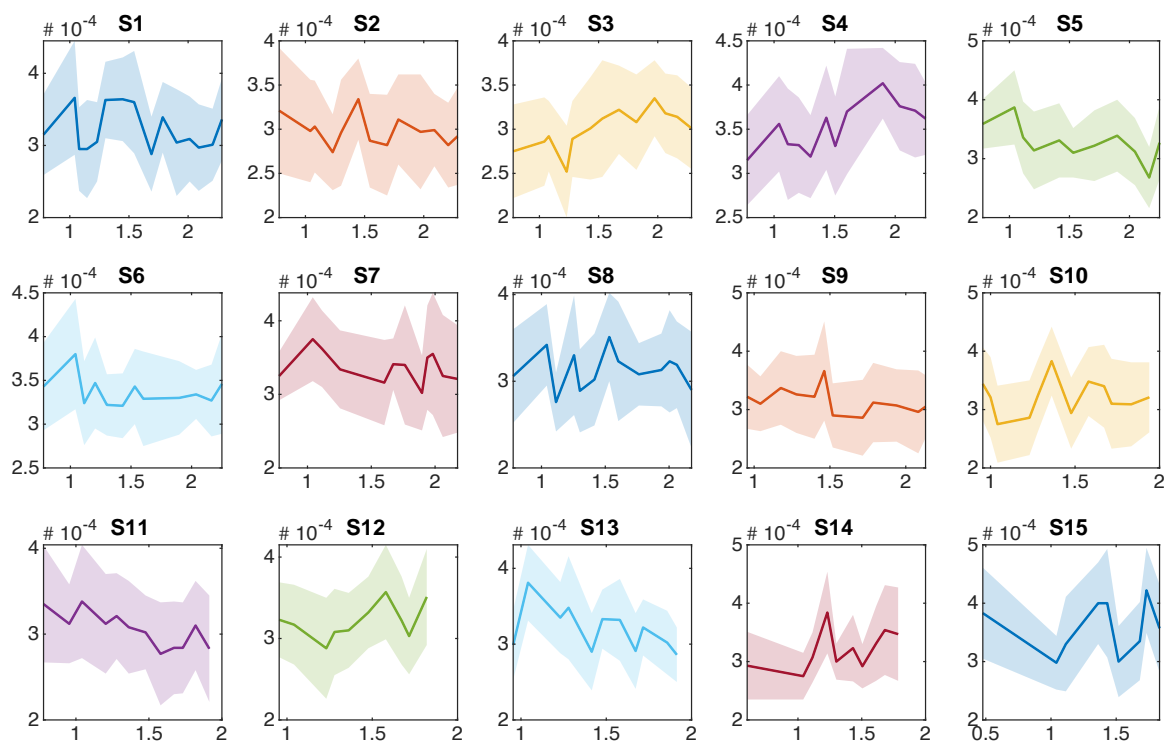 # 10-4 S1 # 10-4 S2 # 10-4 S3 # 10-4 S4 # 10-4 S5
4 4 4 4.5 5
3.5 3.5 4 4
3 3 3 3.5 3
2.5 2.5 3
2 2 2 2.5 2
1 1.5 2 1 1.5 2 1 1.5 2 1 1.5 2 1 1.5 2
# 10-4 S6 # 10-4 S7 # 10-4 S8 # 10-4 S9 # 10-4 S10
4.5 4 4 5 5
4 4 4
3.5 3 3 3 3
3
2.5 2 2 2 2
1 1.5 2 1 1.5 2 1 1.5 2 1 1.5 2 1 1.5 2
# 10-4 S11 # 10-4 S12 # 10-4 S13 # 10-4 S14 # 10-4 S15
4 4 4 5 5
4 4
3 3 3 3 3
2 2 2 2 2
1 1.5 2 1 1.5 2 1 1.5 2 1 1.5 2 0.5 1 1.5